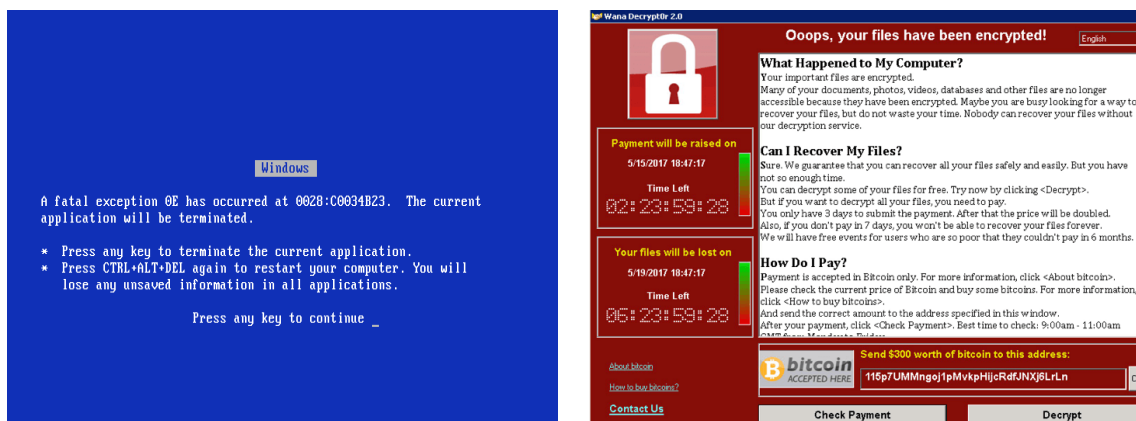 Windows
A fatal exception 0E has occurred at 0028:C0034B23. The current
application will be terminated.
* Press any key to terminate the current application.
* Press CTRL+ALT+DEL again to restart your computer. You will
lose any unsaved information in all applications.
Press any key to continue _
Wana Decrypt0r 2.0
Ooops, your files have been encrypted!
English
Payment will be raised on
5/15/2017 18:47:17
Time Left
02:23:59:28
Your files will be lost on
5/19/2017 18:47:17
Time Left
06:23:59:28
About bitcoin
How to buy bitcoins?
Contact Us
What Happened to My Computer?
Your important files are encrypted.
Many of your documents, photos, videos, databases and other files are no longer
accessible because they have been encrypted. Maybe you are busy looking for a way to
recover your files, but do not waste your time. Nobody can recover your files without
our decryption service.
Can I Recover My Files?
Sure. We guarantee that you can recover all your files safely and easily. But you have
not so enough time.
You can decrypt some of your files for free. Try now by clicking <Decrypt>.
But if you want to decrypt all your files, you need to pay.
You only have 3 days to submit the payment. After that the price will be doubled.
Also, if you don't pay in 7 days, you won't be able to recover your files forever.
We will have free events for users who are so poor that they couldn't pay in 6 months.
How Do I Pay?
Payment is accepted in Bitcoin only. For more information, click <About bitcoin>.
Please check the current price of Bitcoin and buy some bitcoins. For more information,
click <How to buy bitcoins>.
And send the correct amount to the address specified in this window.
After your payment, click <Check Payment>. Best time to check: 9:00am - 11:00am
GMT from Monday to Friday.
bitcoin
ACCEPTED HERE
Send $300 worth of bitcoin to this address:
115p7UMMngoj1pMvkpHijcRdfJNXj6LrLn
Check Payment
Decrypt